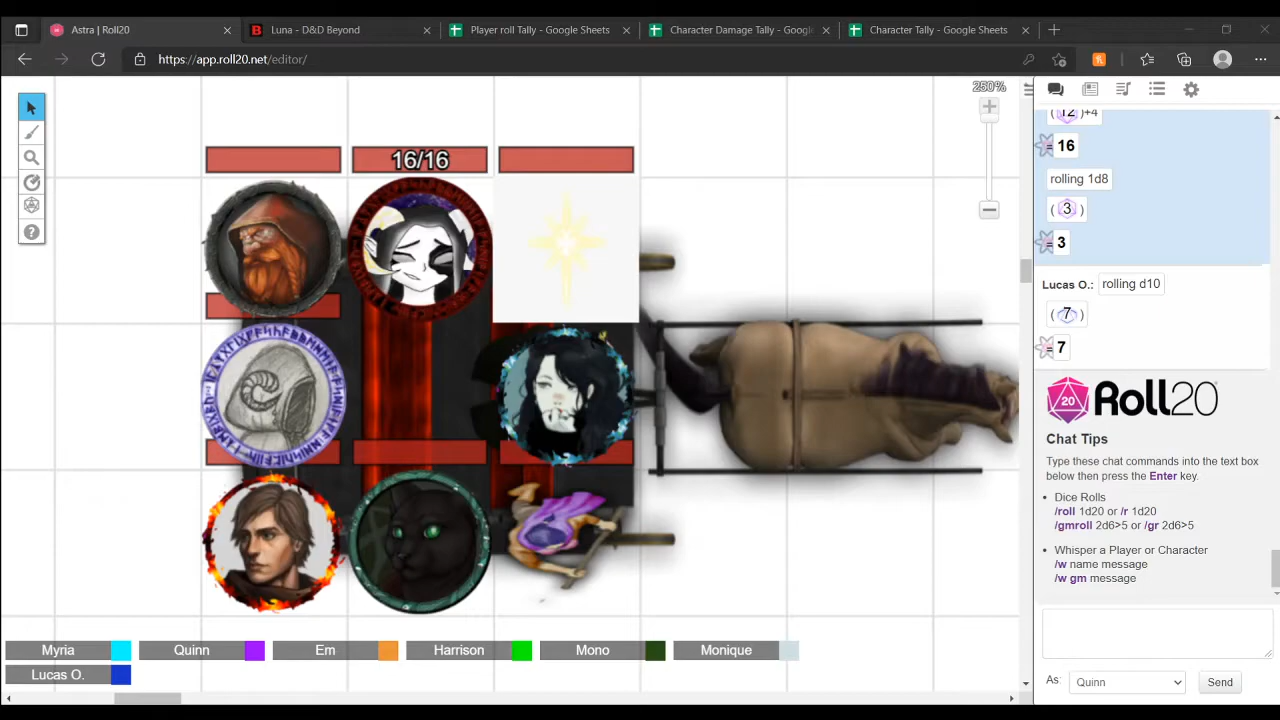 Astra | Roll20
Luna - D&D Beyond
Player roll Tally - Google Sheets
Character Damage Tally - Googl
Character Tally - Google Sheets
https://app.roll20.net/editor/
250%
16/16
(12)+4
= 16
rolling 1d8
(3)
= 3
Lucas O.: rolling d10
(7)
= 7
20 Roll20
Chat Tips
Type these chat commands into the text box
below then press the Enter key.
• Dice Rolls
/roll 1d20 or /r 1d20
/gmroll 2d6>5 or /gr 2d6>5
• Whisper a Player or Character
/w name message
/w gm message
Myria
Quinn
Em
Harrison
Mono
Monique
Lucas O.
As: Quinn
Send